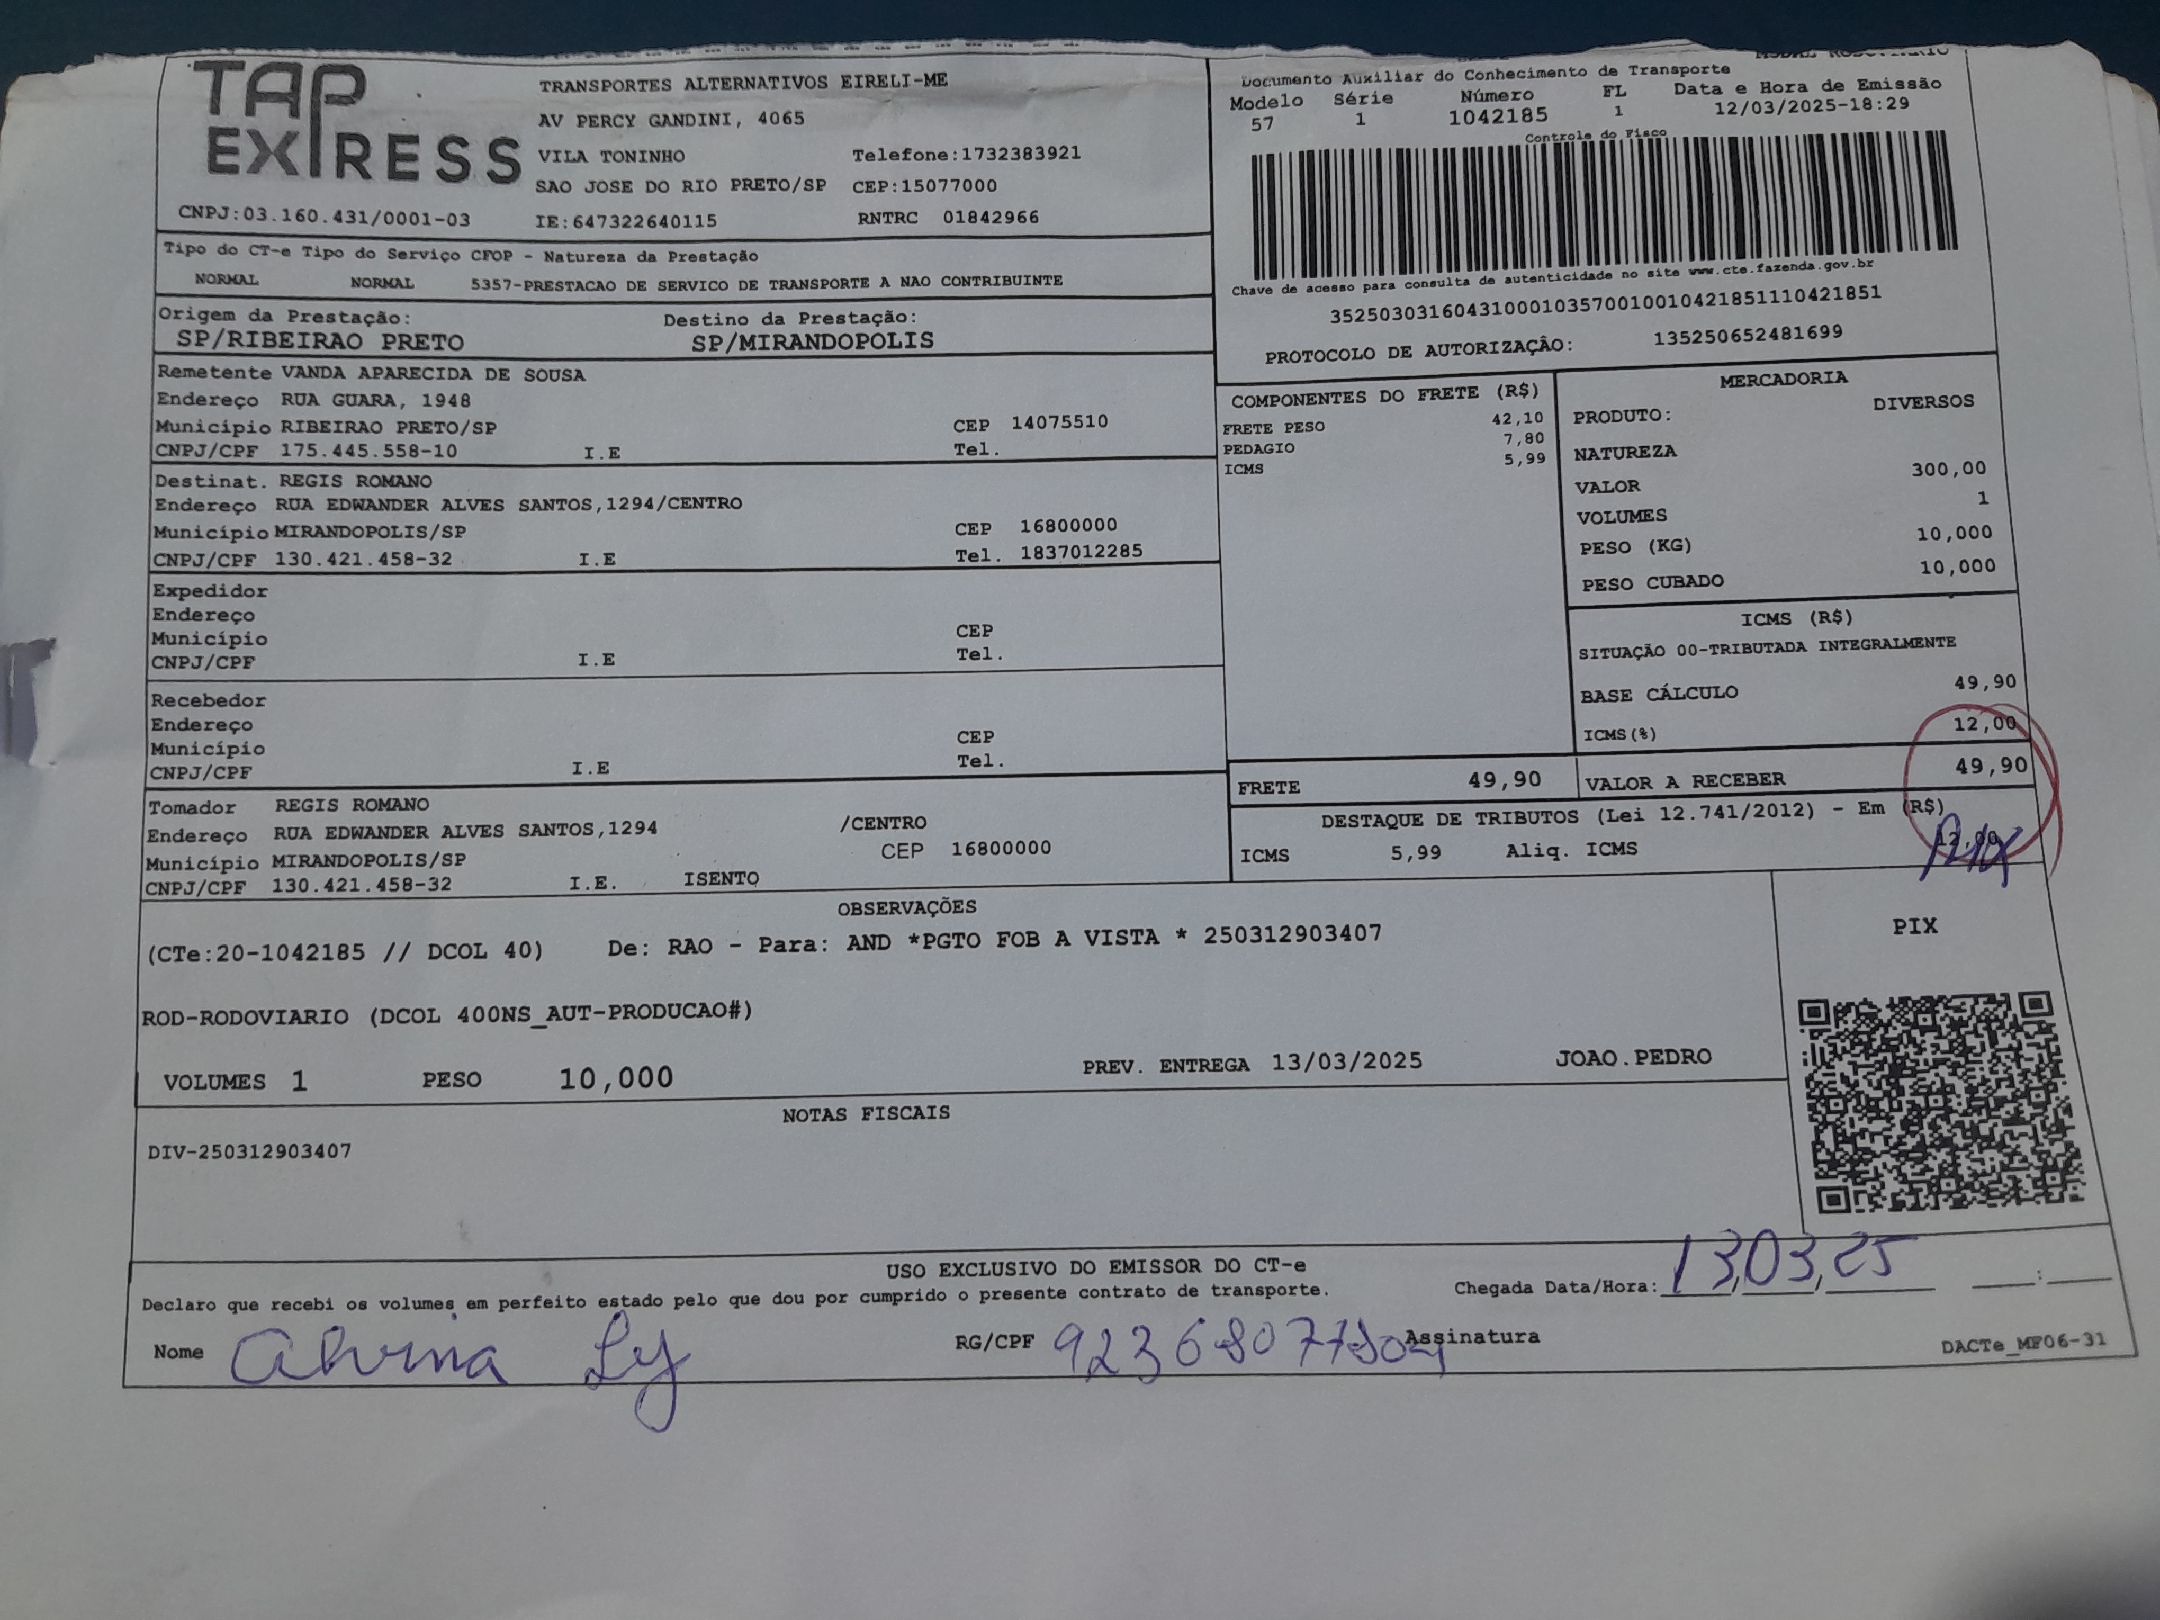 TAP EXPRESS
TRANSPORTES ALTERNATIVOS EIRELI-ME
AV PERCY GANDINI, 4065
VILA TONINHO Telefone:1732383921
SAO JOSE DO RIO PRETO/SP CEP:15077000
CNPJ:03.160.431/0001-03 IE:647322640115 RNTRC 01842966
Documento Auxiliar do Conhecimento de Transporte
Modelo Série Número FL Data e Hora de Emissão
57 1 1042185 1 12/03/2025-18:29
Controle do Fisco
Chave de acesso para consulta de autenticidade no site www.cte.fazenda.gov.br
35250303160431000103570010010421851110421851
PROTOCOLO DE AUTORIZAÇÃO: 135250652481699
Tipo do CT-e Tipo do Serviço CFOP - Natureza da Prestação
NORMAL NORMAL 5357-PRESTACAO DE SERVICO DE TRANSPORTE A NAO CONTRIBUINTE
Origem da Prestação: Destino da Prestação:
SP/RIBEIRAO PRETO SP/MIRANDOPOLIS
Remetente VANDA APARECIDA DE SOUSA
Endereço RUA GUARA, 1948
Município RIBEIRAO PRETO/SP CEP 14075510
CNPJ/CPF 175.445.558-10 I.E Tel.
Destinat. REGIS ROMANO
Endereço RUA EDWANDER ALVES SANTOS,1294/CENTRO
Município MIRANDOPOLIS/SP CEP 16800000
CNPJ/CPF 130.421.458-32 I.E Tel. 1837012285
Expedidor
Endereço
Município CEP
CNPJ/CPF I.E Tel.
Recebedor
Endereço
Município CEP
CNPJ/CPF I.E Tel.
Tomador REGIS ROMANO
Endereço RUA EDWANDER ALVES SANTOS,1294 /CENTRO
Município MIRANDOPOLIS/SP CEP 16800000
CNPJ/CPF 130.421.458-32 I.E. ISENTO
COMPONENTES DO FRETE (R$)
FRETE PESO 42,10
PEDAGIO 7,80
ICMS 5,99
MERCADORIA
PRODUTO: DIVERSOS
NATUREZA
VALOR 300,00
VOLUMES 1
PESO (KG) 10,000
PESO CUBADO 10,000
ICMS (R$)
SITUAÇÃO 00-TRIBUTADA INTEGRALMENTE
BASE CÁLCULO 49,90
ICMS(%) 12,00
FRETE 49,90 VALOR A RECEBER 49,90
DESTAQUE DE TRIBUTOS (Lei 12.741/2012) - Em (R$)
ICMS 5,99 Aliq. ICMS 12,00
PIX
OBSERVAÇÕES
(CTe:20-1042185 // DCOL 40) De: RAO - Para: AND *PGTO FOB A VISTA * 250312903407
ROD-RODOVIARIO (DCOL 400NS_AUT-PRODUCAO#)
VOLUMES 1 PESO 10,000 PREV. ENTREGA 13/03/2025 JOAO.PEDRO
PIX
NOTAS FISCAIS
DIV-250312903407
USO EXCLUSIVO DO EMISSOR DO CT-e
Declaro que recebi os volumes em perfeito estado pelo que dou por cumprido o presente contrato de transporte. Chegada Data/Hora: 13,03,25 :
Nome RG/CPF Assinatura
DACTe_MF06-31